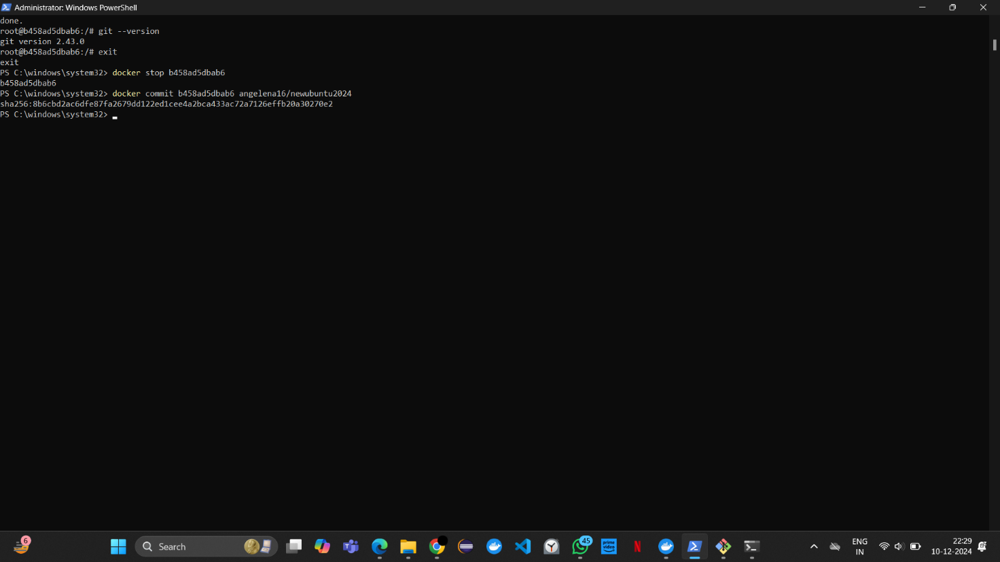 Administrator: Windows PowerShell
done.
root@b458ad5dbab6:/# git --version
git version 2.43.0
root@b458ad5dbab6:/# exit
exit
PS C:\windows\system32> docker stop b458ad5dbab6
b458ad5dbab6
PS C:\windows\system32> docker commit b458ad5dbab6 angelena16/newubuntu2024
sha256:8b6cbd2ac6dfe87fa2679dd122ed1cee4a2bca433ac72a7126effb20a30270e2
PS C:\windows\system32>
6
Search
45
prime video
N
ENG
IN
22:29
10-12-2024